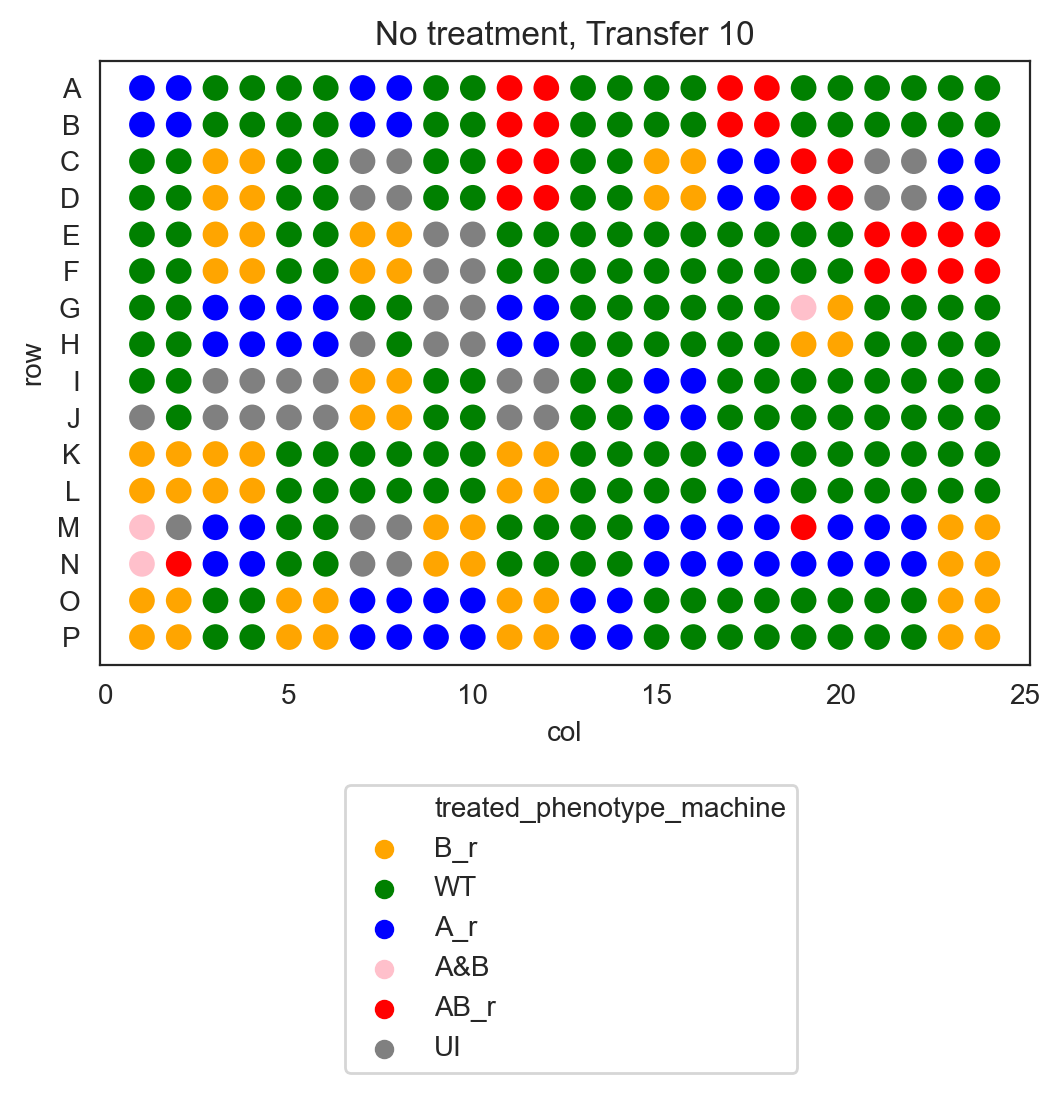 No treatment, Transfer 10
row
A
B
C
D
E
F
G
H
I
J
K
L
M
N
O
P
0 5 10 15 20 25
col
treated_phenotype_machine
B_r
WT
A_r
A&B
AB_r
UI